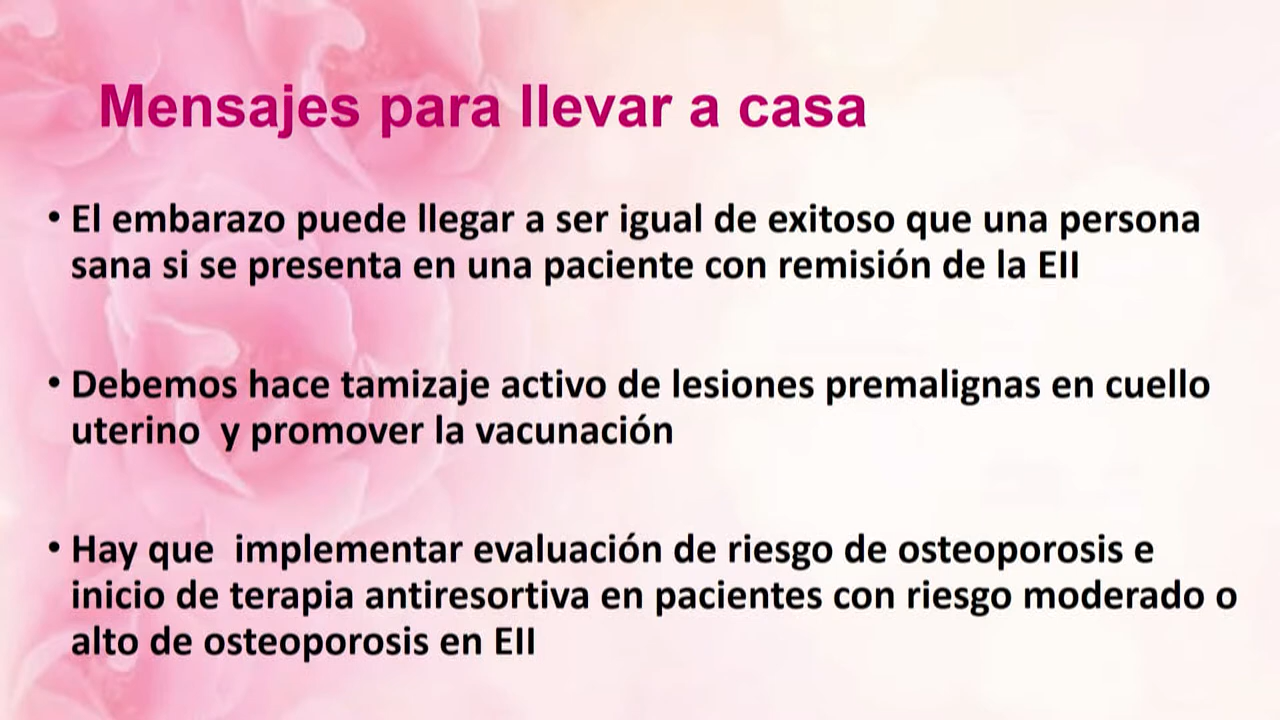 Mensajes para llevar a casa
• El embarazo puede llegar a ser igual de exitoso que una persona
sana si se presenta en una paciente con remisión de la EII
• Debemos hace tamizaje activo de lesiones premalignas en cuello
uterino  y promover la vacunación
• Hay que  implementar evaluación de riesgo de osteoporosis e
inicio de terapia antiresortiva en pacientes con riesgo moderado o
alto de osteoporosis en EII